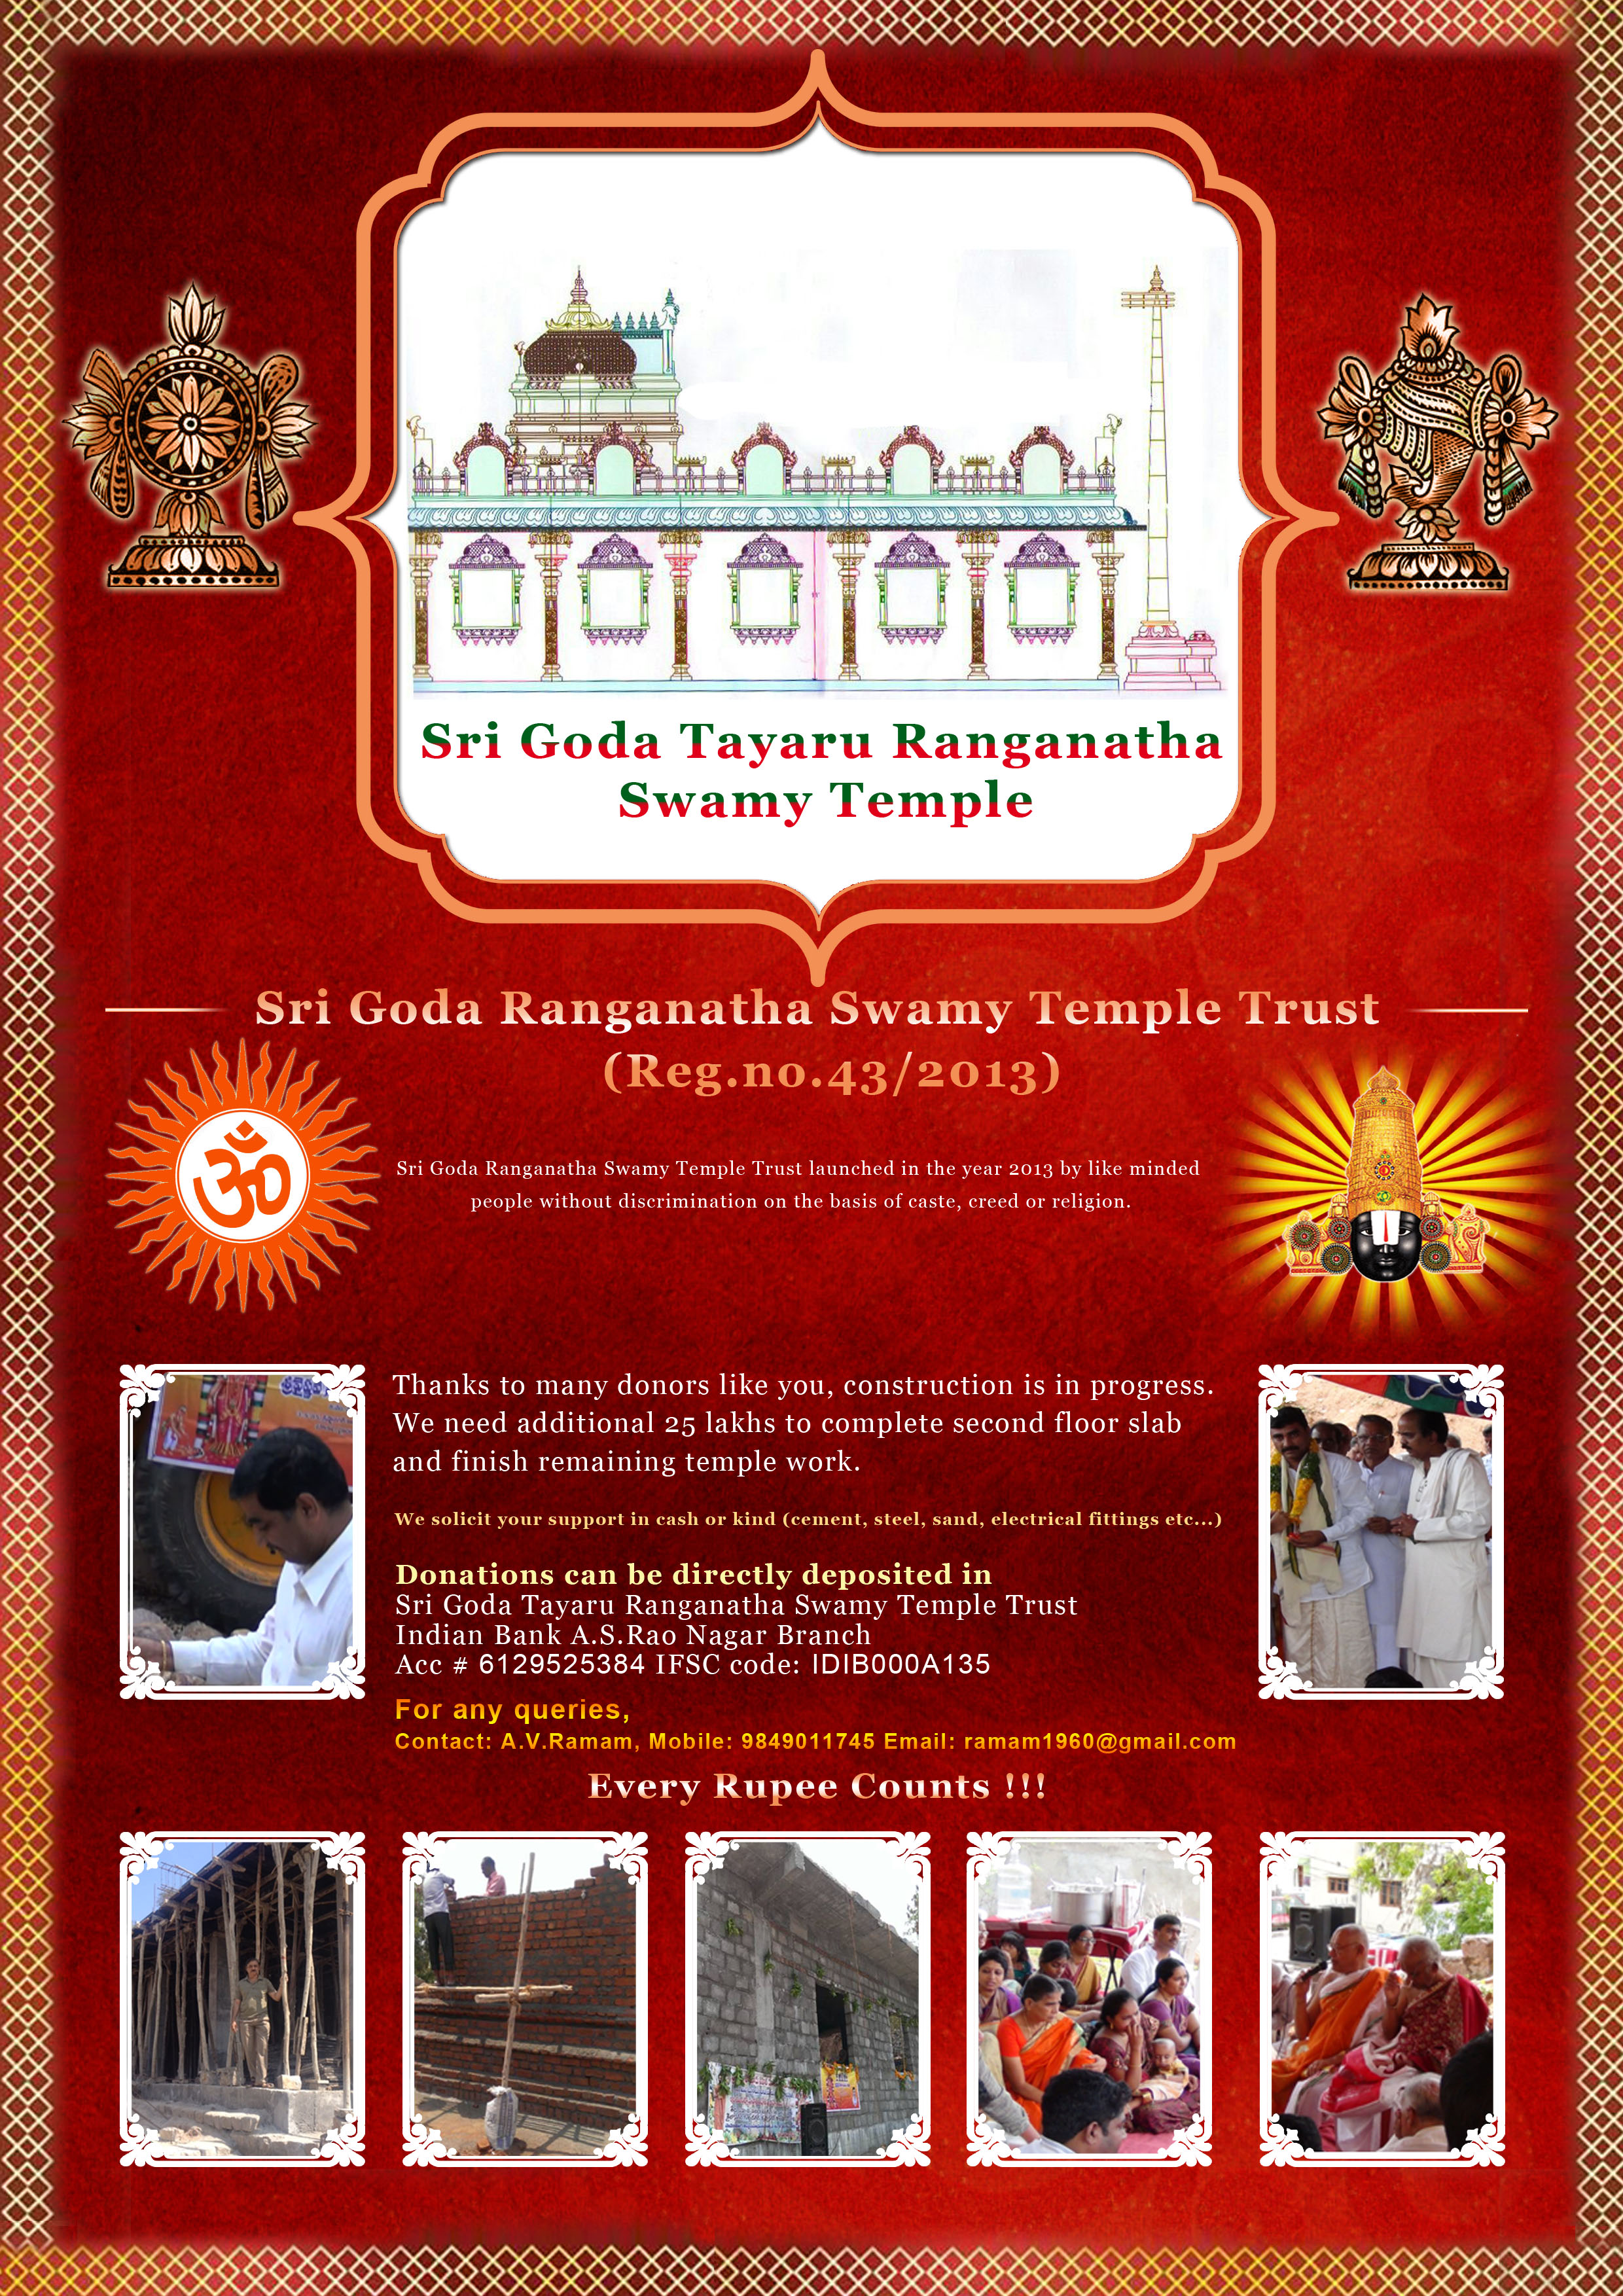 Sri Goda Tayaru Ranganatha
Swamy Temple
Sri Goda Ranganatha Swamy Temple Trust
(Reg.no.43/2013)
ॐ
Sri Goda Ranganatha Swamy Temple Trust launched in the year 2013 by like minded
people without discrimination on the basis of caste, creed or religion.
Thanks to many donors like you, construction is in progress.
We need additional 25 lakhs to complete second floor slab
and finish remaining temple work.
We solicit your support in cash or kind (cement, steel, sand, electrical fittings etc...)
Donations can be directly deposited in
Sri Goda Tayaru Ranganatha Swamy Temple Trust
Indian Bank A.S.Rao Nagar Branch
Acc # 6129525384 IFSC code: IDIB000A135
For any queries,
Contact: A.V.Ramam, Mobile: 9849011745 Email: ramam1960@gmail.com
Every Rupee Counts !!!